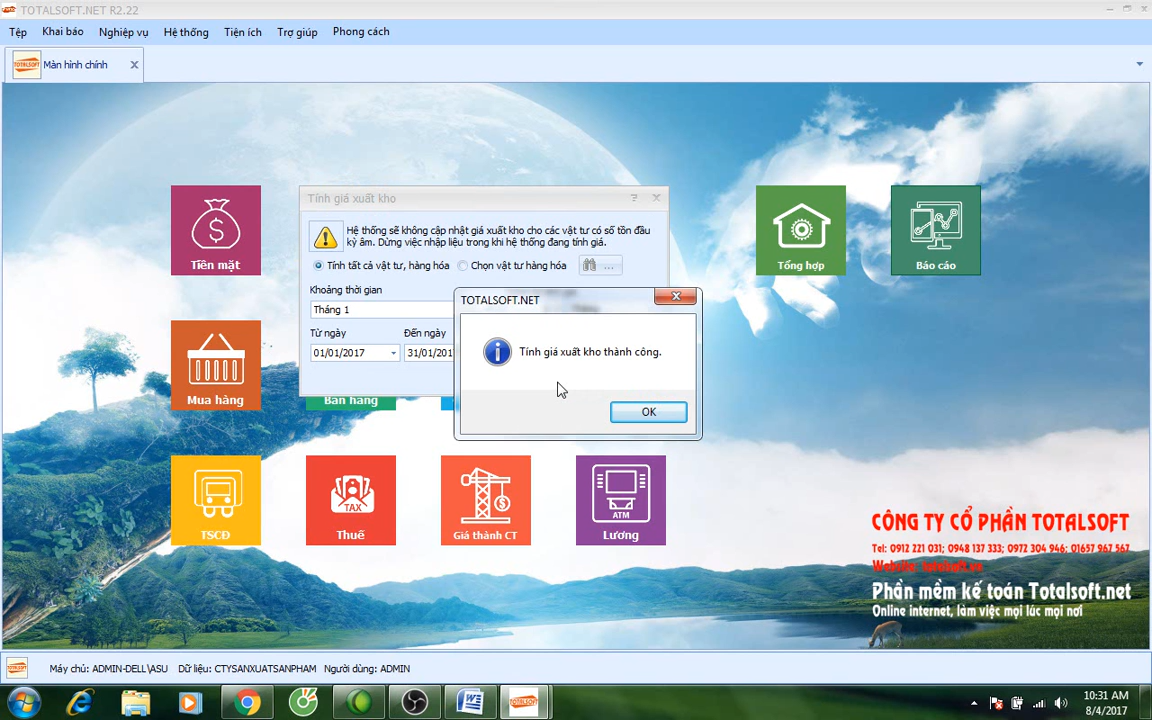 TOTALSOFT.NET R2.22
Tệp Khai báo Nghiệp vụ Hệ thống Tiện ích Trợ giúp Phong cách
TOTALSOFT Màn hình chính
Tiền mặt
Tính giá xuất kho
Hệ thống sẽ không cập nhật giá xuất kho cho các vật tư có số tồn đầu
kỳ âm. Dừng việc nhập liệu trong khi hệ thống đang tính giá.
Tính tất cả vật tư, hàng hóa Chọn vật tư hàng hóa ...
Khoảng thời gian
Tháng 1
Từ ngày Đến ngày
01/01/2017 31/01/201
TOTALSOFT.NET
Tính giá xuất kho thành công.
OK
Tổng hợp
Báo cáo
Mua hàng
Bán hàng
TSCĐ
TAX
Thuế
Giá thành CT
ATM
Lương
CÔNG TY CỔ PHẦN TOTALSOFT
Tel: 0912 221 031; 0948 137 333; 0972 304 946; 01657 967 567
Website: totalsoft.vn
Phần mềm kế toán Totalsoft.net
Online internet, làm việc mọi lúc mọi nơi
Máy chủ: ADMIN-DELL\ASU Dữ liệu: CTYSANXUATSANPHAM Người dùng: ADMIN
10:31 AM
8/4/2017